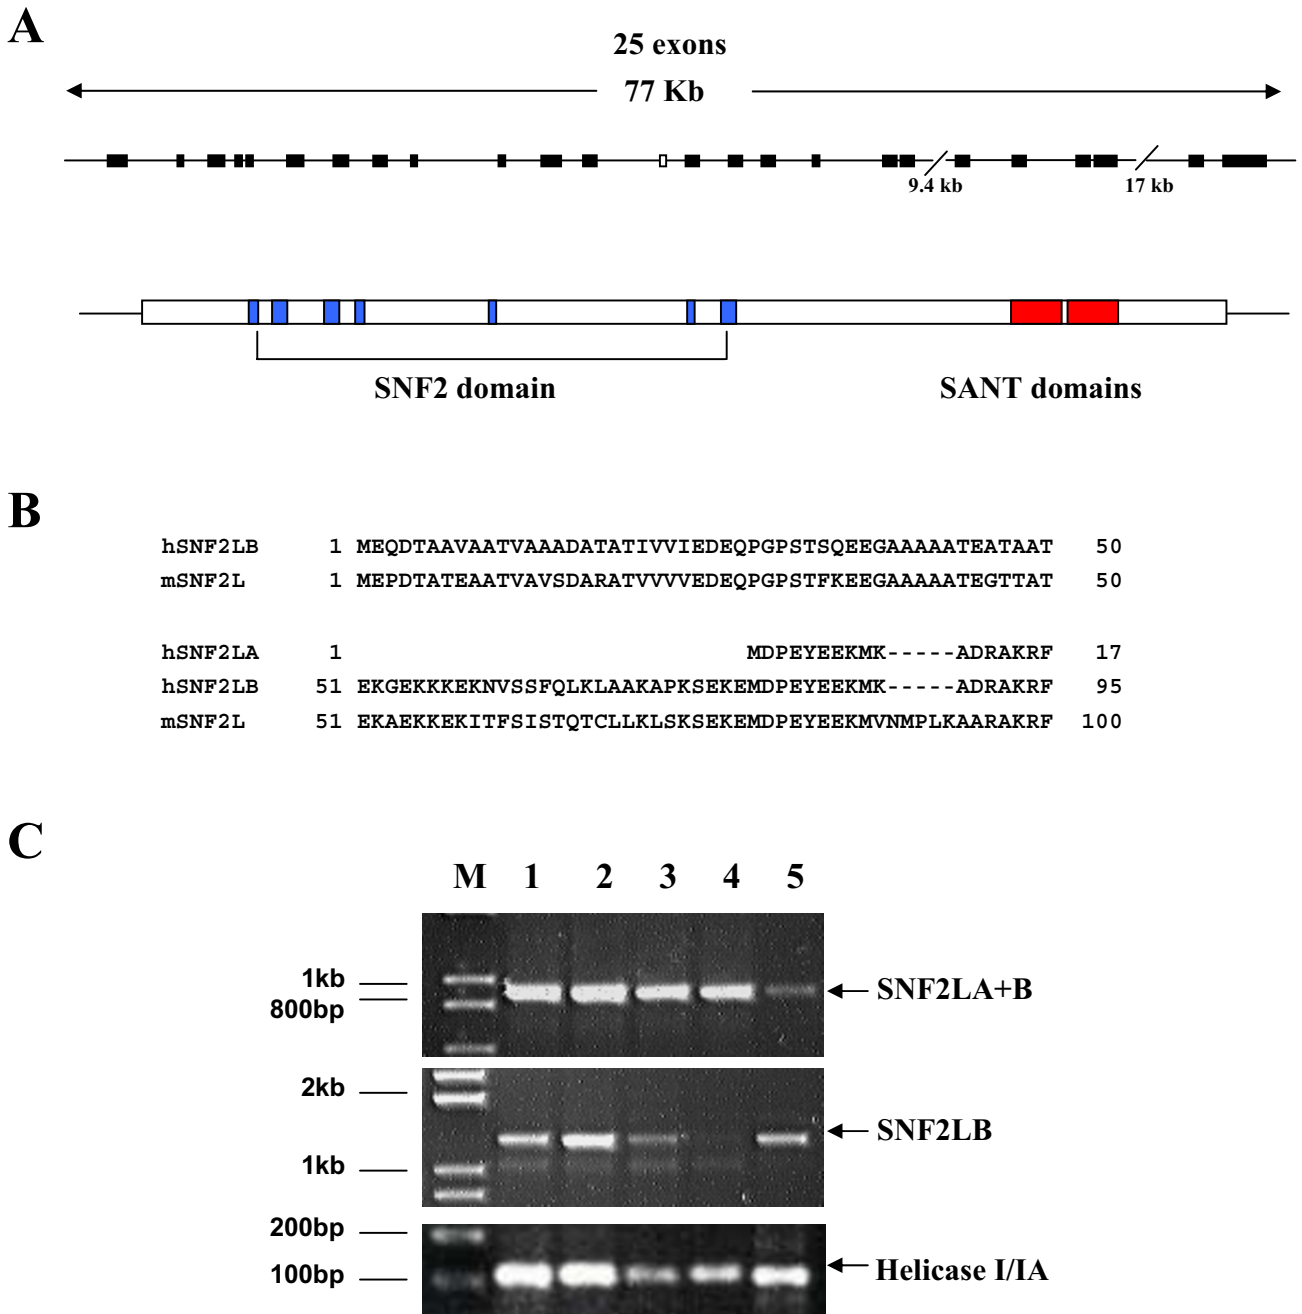 A
25 exons
77 Kb
9.4 kb 17 kb
SNF2 domain SANT domains
B
hSNF2LB 1 MEQDTAAVAATVAAADATATIVVIEDEQPGPSTSQEEGAAAAATEATAAT 50
mSNF2L 1 MEPDTATEAATVAVSDARATVVVVEDEQPGPSTFKEEGAAAAATEGTTAT 50
hSNF2LA 1 MDPEYEEKMK-----ADRAKRF 17
hSNF2LB 51 EKGEKKKEKNVSSFQLKLAAKAPKSEKEMDPEYEEKMK-----ADRAKRF 95
mSNF2L 51 EKAEKKEKITFSISTQTCLLKLSKSEKEMDPEYEEKMVNMPLKAARAKRF 100
C
M 1 2 3 4 5
1kb
800bp
SNF2LA+B
2kb
SNF2LB
1kb
200bp
100bp
Helicase I/IA